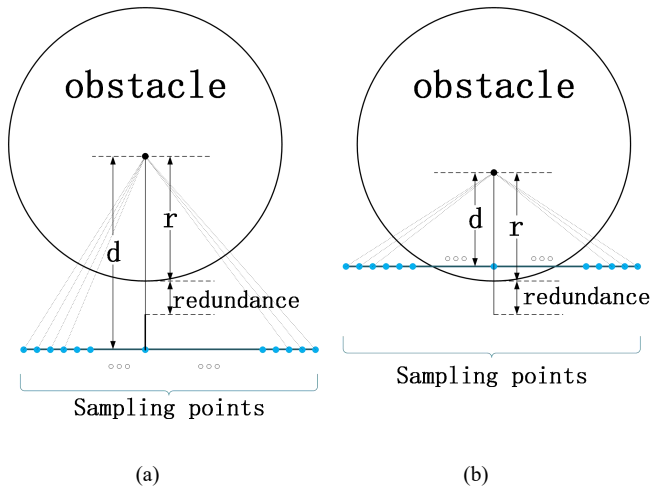 obstacle
d
r
redundance
Sampling points
(a)
obstacle
d
r
redundance
Sampling points
(b)